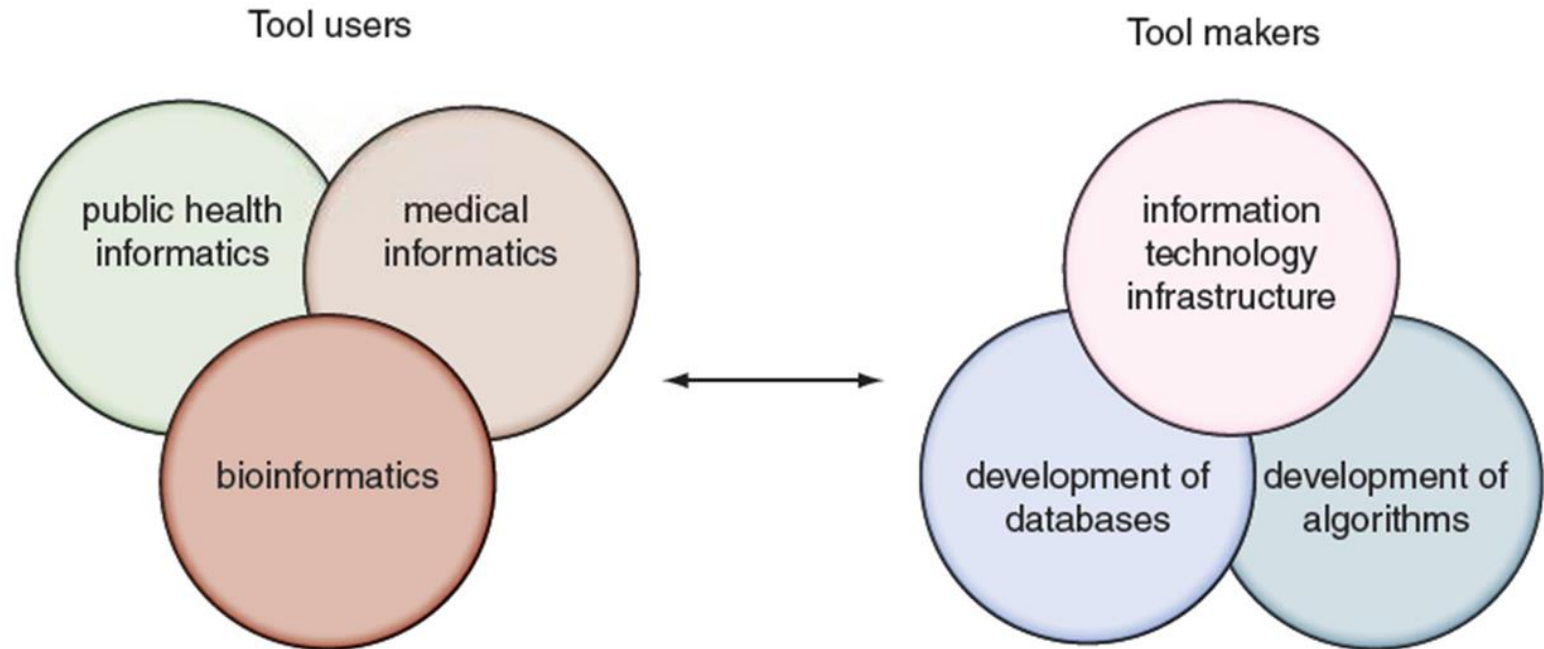 Tool users
Tool makers
public health
informatics
medical
informatics
bioinformatics
information
technology
infrastructure
development of
databases
development of
algorithms